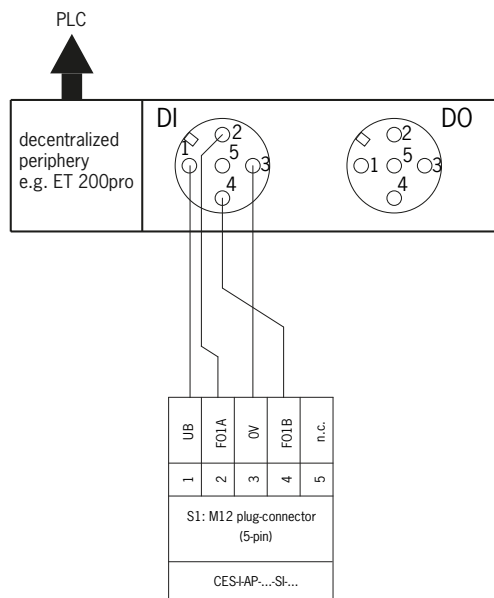 PLC
decentralized
periphery
e.g. ET 200pro
DI
2
1
5
3
4
DO
2
1
5
3
4
UB
FO1A
0V
FO1B
n.c.
1
2
3
4
5
S1: M12 plug-connector
(5-pin)
CES-I-AP-...-SI-...